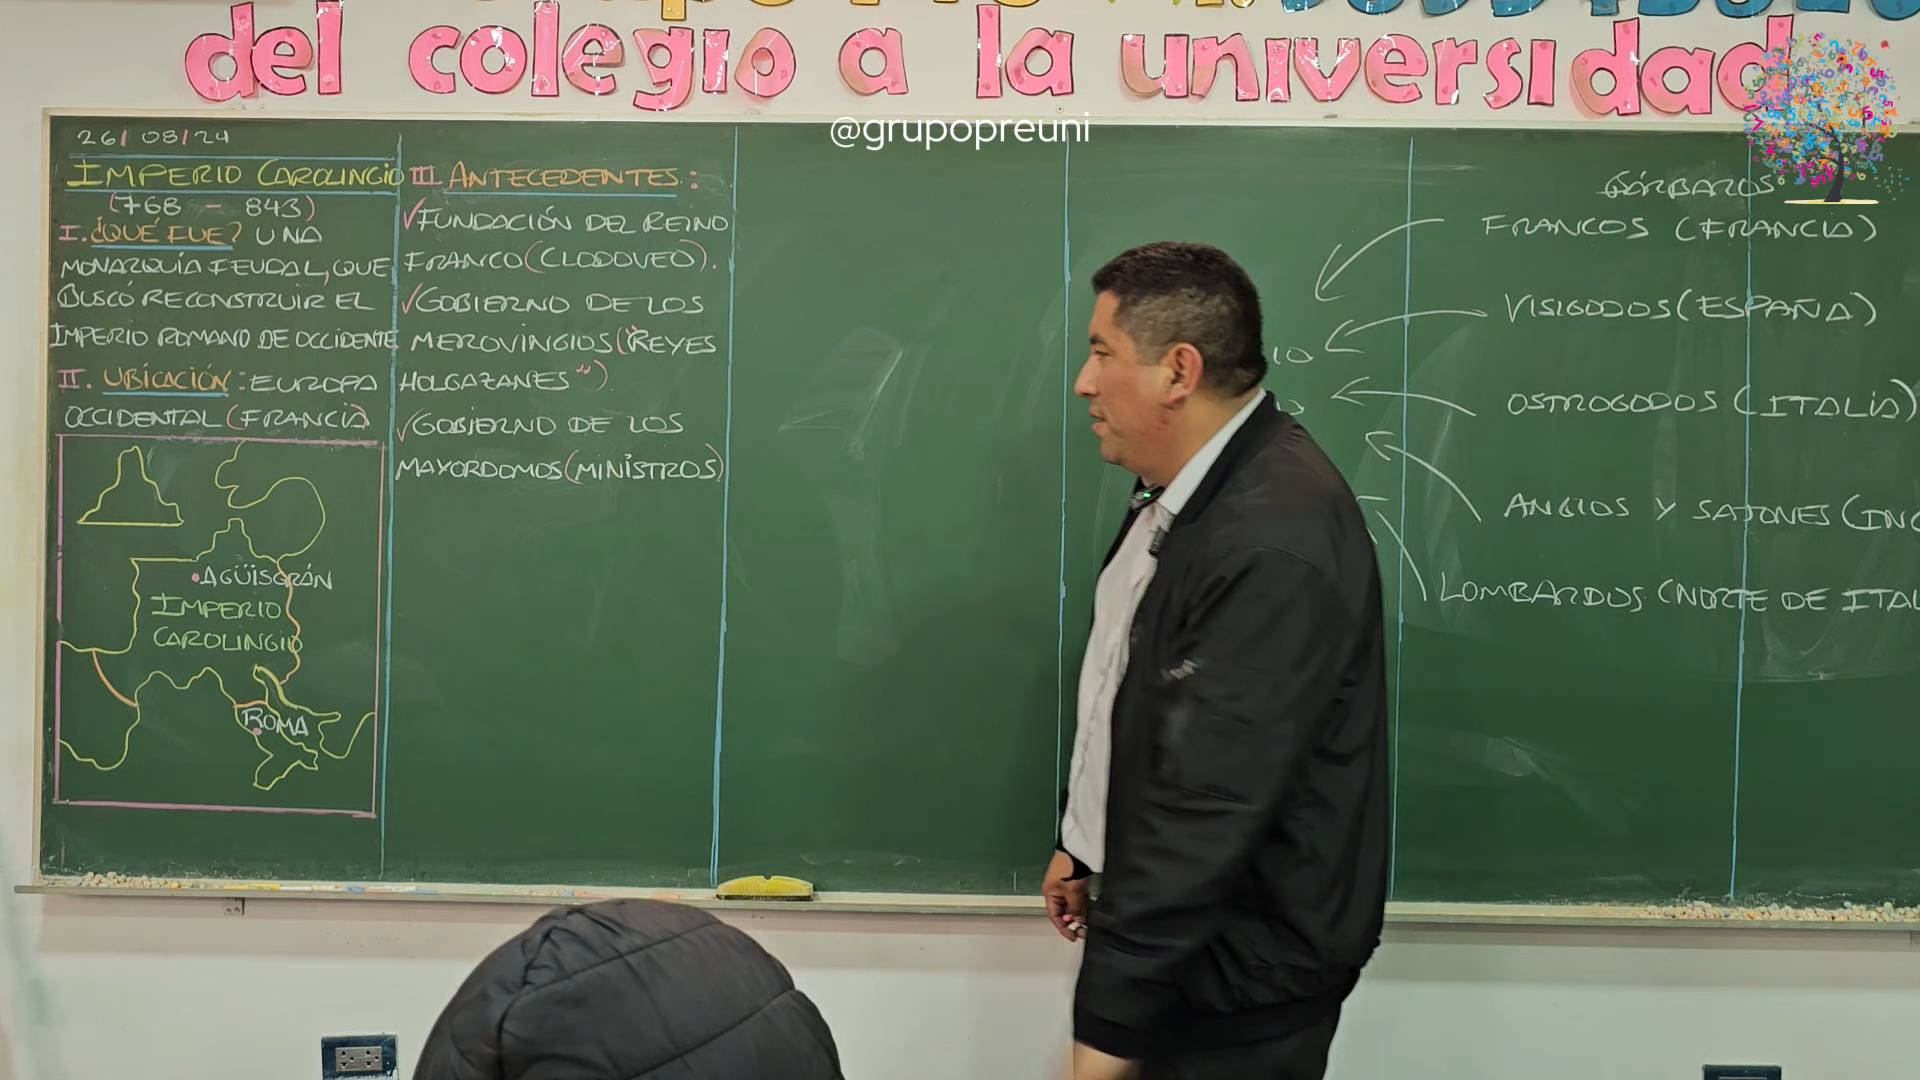 del colegio a la universidad
@grupopreuni
26/08/24
IMPERIO CAROLINGIO
(768 - 843)
I. ¿QUÉ FUE? UNA
MONARQUÍA FEUDAL, QUE
BUSCÓ RECONSTRUIR EL
IMPERIO ROMANO DE OCCIDENTE
II. UBICACIÓN: EUROPA
OCCIDENTAL (FRANCIA)
AGÜISGRÁN
IMPERIO
CAROLINGIO
ROMA
III. ANTECEDENTES:
✓FUNDACIÓN DEL REINO
FRANCO (CLODOVEO).
✓GOBIERNO DE LOS
MEROVINGIOS ("REYES
HOLGAZANES").
✓GOBIERNO DE LOS
MAYORDOMOS (MINISTROS)
BÁRBAROS
FRANCOS (FRANCIA)
VISIGODOS (ESPAÑA)
IO
OSTROGODOS (ITALIA)
ANGLOS Y SAJONES (ING
LOMBARDOS (NORTE DE ITAL